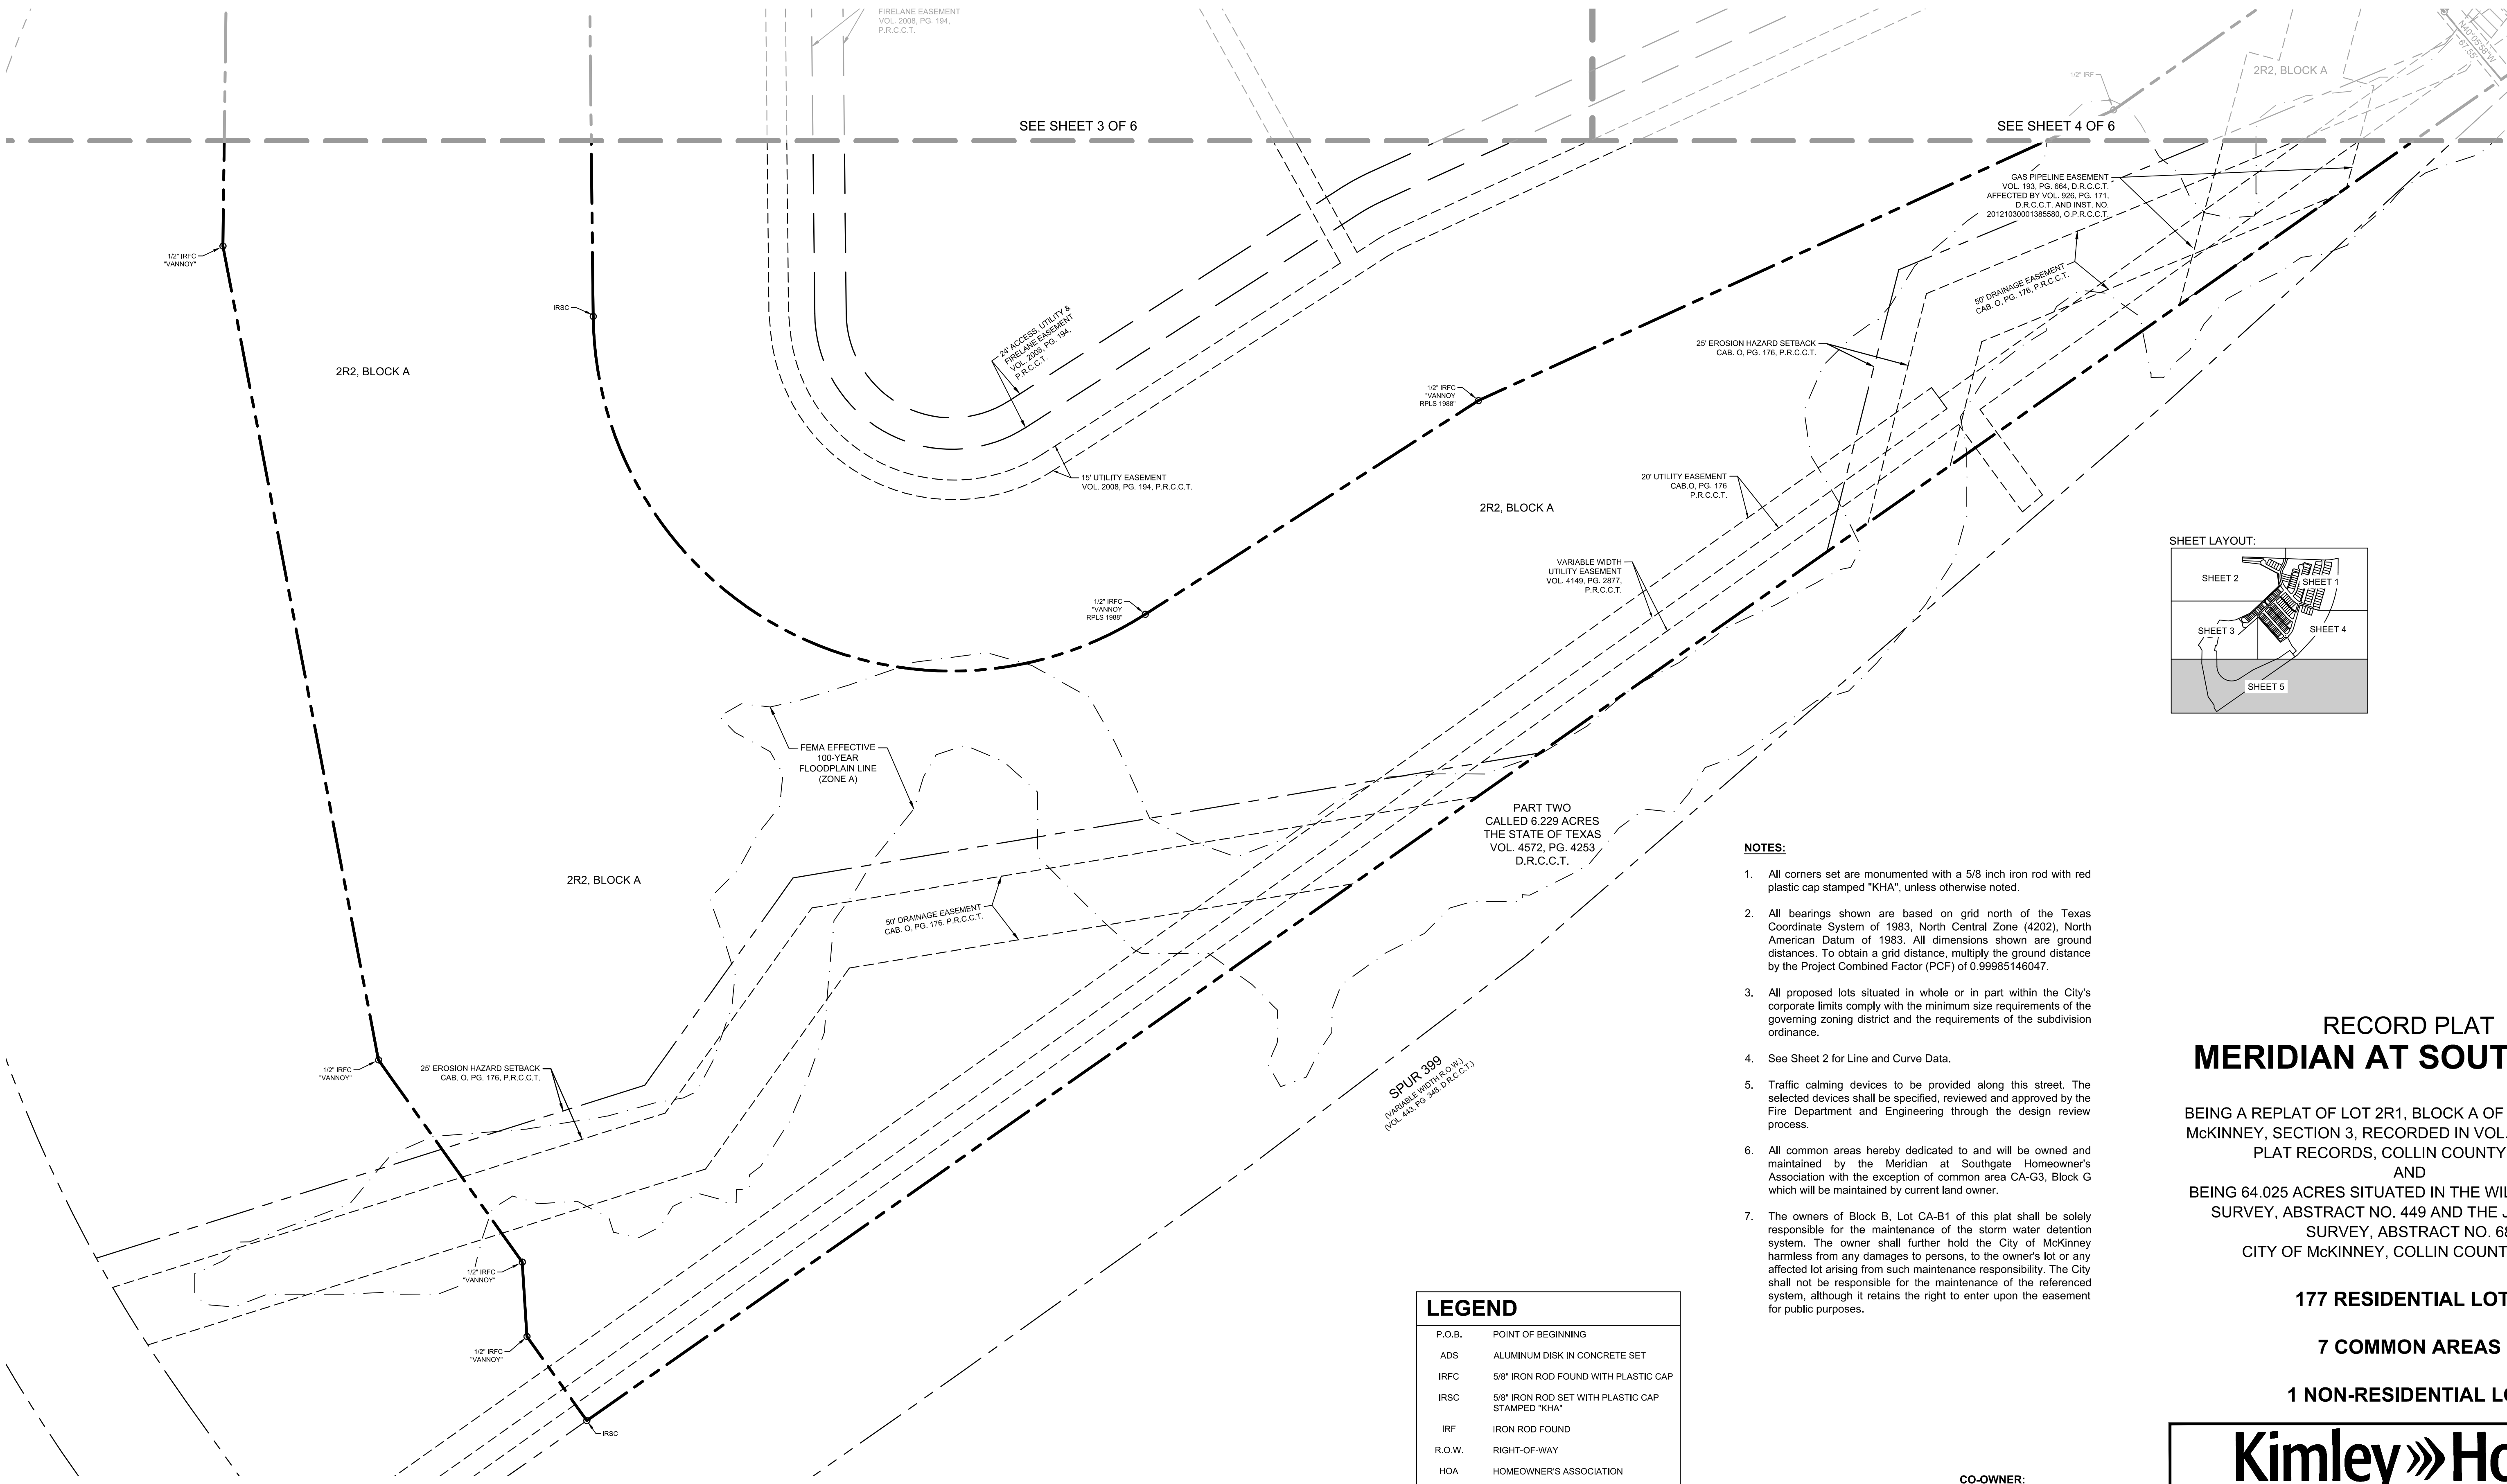 FIRELANE EASEMENT
VOL. 2008, PG. 194,
P.R.C.C.T.
N40°05'58"W
67.55'
2R2, BLOCK A
1/2" IRF
SEE SHEET 3 OF 6
SEE SHEET 4 OF 6
GAS PIPELINE EASEMENT
VOL. 193, PG. 664, D.R.C.C.T.
AFFECTED BY VOL. 926, PG. 171,
D.R.C.C.T. AND INST. NO.
20121030001385580, O.P.R.C.C.T.
1/2" IRFC
"VANNOY"
IRSC
50' DRAINAGE EASEMENT
CAB. O, PG. 176, P.R.C.C.T.
24' ACCESS, UTILITY &
FIRELANE EASEMENT
VOL. 2008, PG. 194,
P.R.C.C.T.
25' EROSION HAZARD SETBACK
CAB. O, PG. 176, P.R.C.C.T.
2R2, BLOCK A
1/2" IRFC
"VANNOY
RPLS 1988"
15' UTILITY EASEMENT
VOL. 2008, PG. 194, P.R.C.C.T.
20' UTILITY EASEMENT
CAB.O, PG. 176
P.R.C.C.T.
2R2, BLOCK A
VARIABLE WIDTH
UTILITY EASEMENT
VOL. 4149, PG. 2877,
P.R.C.C.T.
1/2" IRFC
"VANNOY
RPLS 1988"
SHEET LAYOUT:
SHEET 2
SHEET 1
SHEET 3
SHEET 4
SHEET 5
FEMA EFFECTIVE
100-YEAR
FLOODPLAIN LINE
(ZONE A)
PART TWO
CALLED 6.229 ACRES
THE STATE OF TEXAS
VOL. 4572, PG. 4253
D.R.C.C.T.
2R2, BLOCK A
50' DRAINAGE EASEMENT
CAB. O, PG. 176, P.R.C.C.T.
1/2" IRFC
"VANNOY"
25' EROSION HAZARD SETBACK
CAB. O, PG. 176, P.R.C.C.T.
SPUR 399
(VARIABLE WIDTH R.O.W.)
(VOL. 443, PG. 348, D.R.C.C.T.)
1/2" IRFC
"VANNOY"
1/2" IRFC
"VANNOY"
IRSC
NOTES:
1. All corners set are monumented with a 5/8 inch iron rod with red
plastic cap stamped "KHA", unless otherwise noted.
2. All bearings shown are based on grid north of the Texas
Coordinate System of 1983, North Central Zone (4202), North
American Datum of 1983. All dimensions shown are ground
distances. To obtain a grid distance, multiply the ground distance
by the Project Combined Factor (PCF) of 0.99985146047.
3. All proposed lots situated in whole or in part within the City's
corporate limits comply with the minimum size requirements of the
governing zoning district and the requirements of the subdivision
ordinance.
4. See Sheet 2 for Line and Curve Data.
5. Traffic calming devices to be provided along this street. The
selected devices shall be specified, reviewed and approved by the
Fire Department and Engineering through the design review
process.
6. All common areas hereby dedicated to and will be owned and
maintained by the Meridian at Southgate Homeowner's
Association with the exception of common area CA-G3, Block G
which will be maintained by current land owner.
7. The owners of Block B, Lot CA-B1 of this plat shall be solely
responsible for the maintenance of the storm water detention
system. The owner shall further hold the City of McKinney
harmless from any damages to persons, to the owner's lot or any
affected lot arising from such maintenance responsibility. The City
shall not be responsible for the maintenance of the referenced
system, although it retains the right to enter upon the easement
for public purposes.
LEGEND
P.O.B. POINT OF BEGINNING
ADS ALUMINUM DISK IN CONCRETE SET
IRFC 5/8" IRON ROD FOUND WITH PLASTIC CAP
IRSC 5/8" IRON ROD SET WITH PLASTIC CAP
STAMPED "KHA"
IRF IRON ROD FOUND
R.O.W. RIGHT-OF-WAY
HOA HOMEOWNER'S ASSOCIATION
RECORD PLAT
MERIDIAN AT SOUT
BEING A REPLAT OF LOT 2R1, BLOCK A OF
McKINNEY, SECTION 3, RECORDED IN VOL.
PLAT RECORDS, COLLIN COUNTY
AND
BEING 64.025 ACRES SITUATED IN THE WIL
SURVEY, ABSTRACT NO. 449 AND THE J
SURVEY, ABSTRACT NO. 68
CITY OF McKINNEY, COLLIN COUNT
177 RESIDENTIAL LOT
7 COMMON AREAS
1 NON-RESIDENTIAL LO
Kimley»Ho
CO-OWNER: